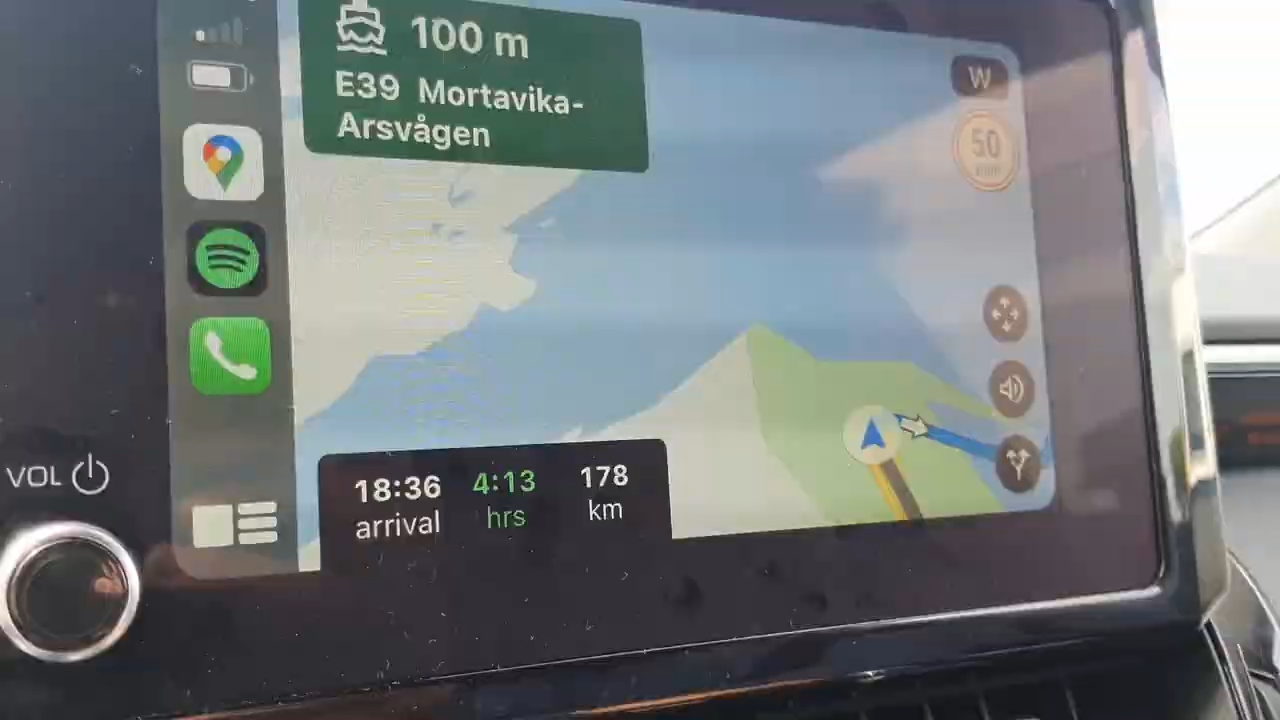 100 m
E39 Mortavika-
Arsvågen
W
50
18:36 4:13 178
arrival hrs km
VOL